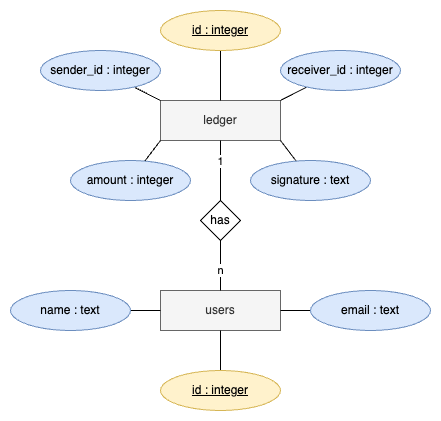 id : integer
sender_id : integer
receiver_id : integer
ledger
amount : integer
1
signature : text
has
n
name : text
users
email : text
id : integer